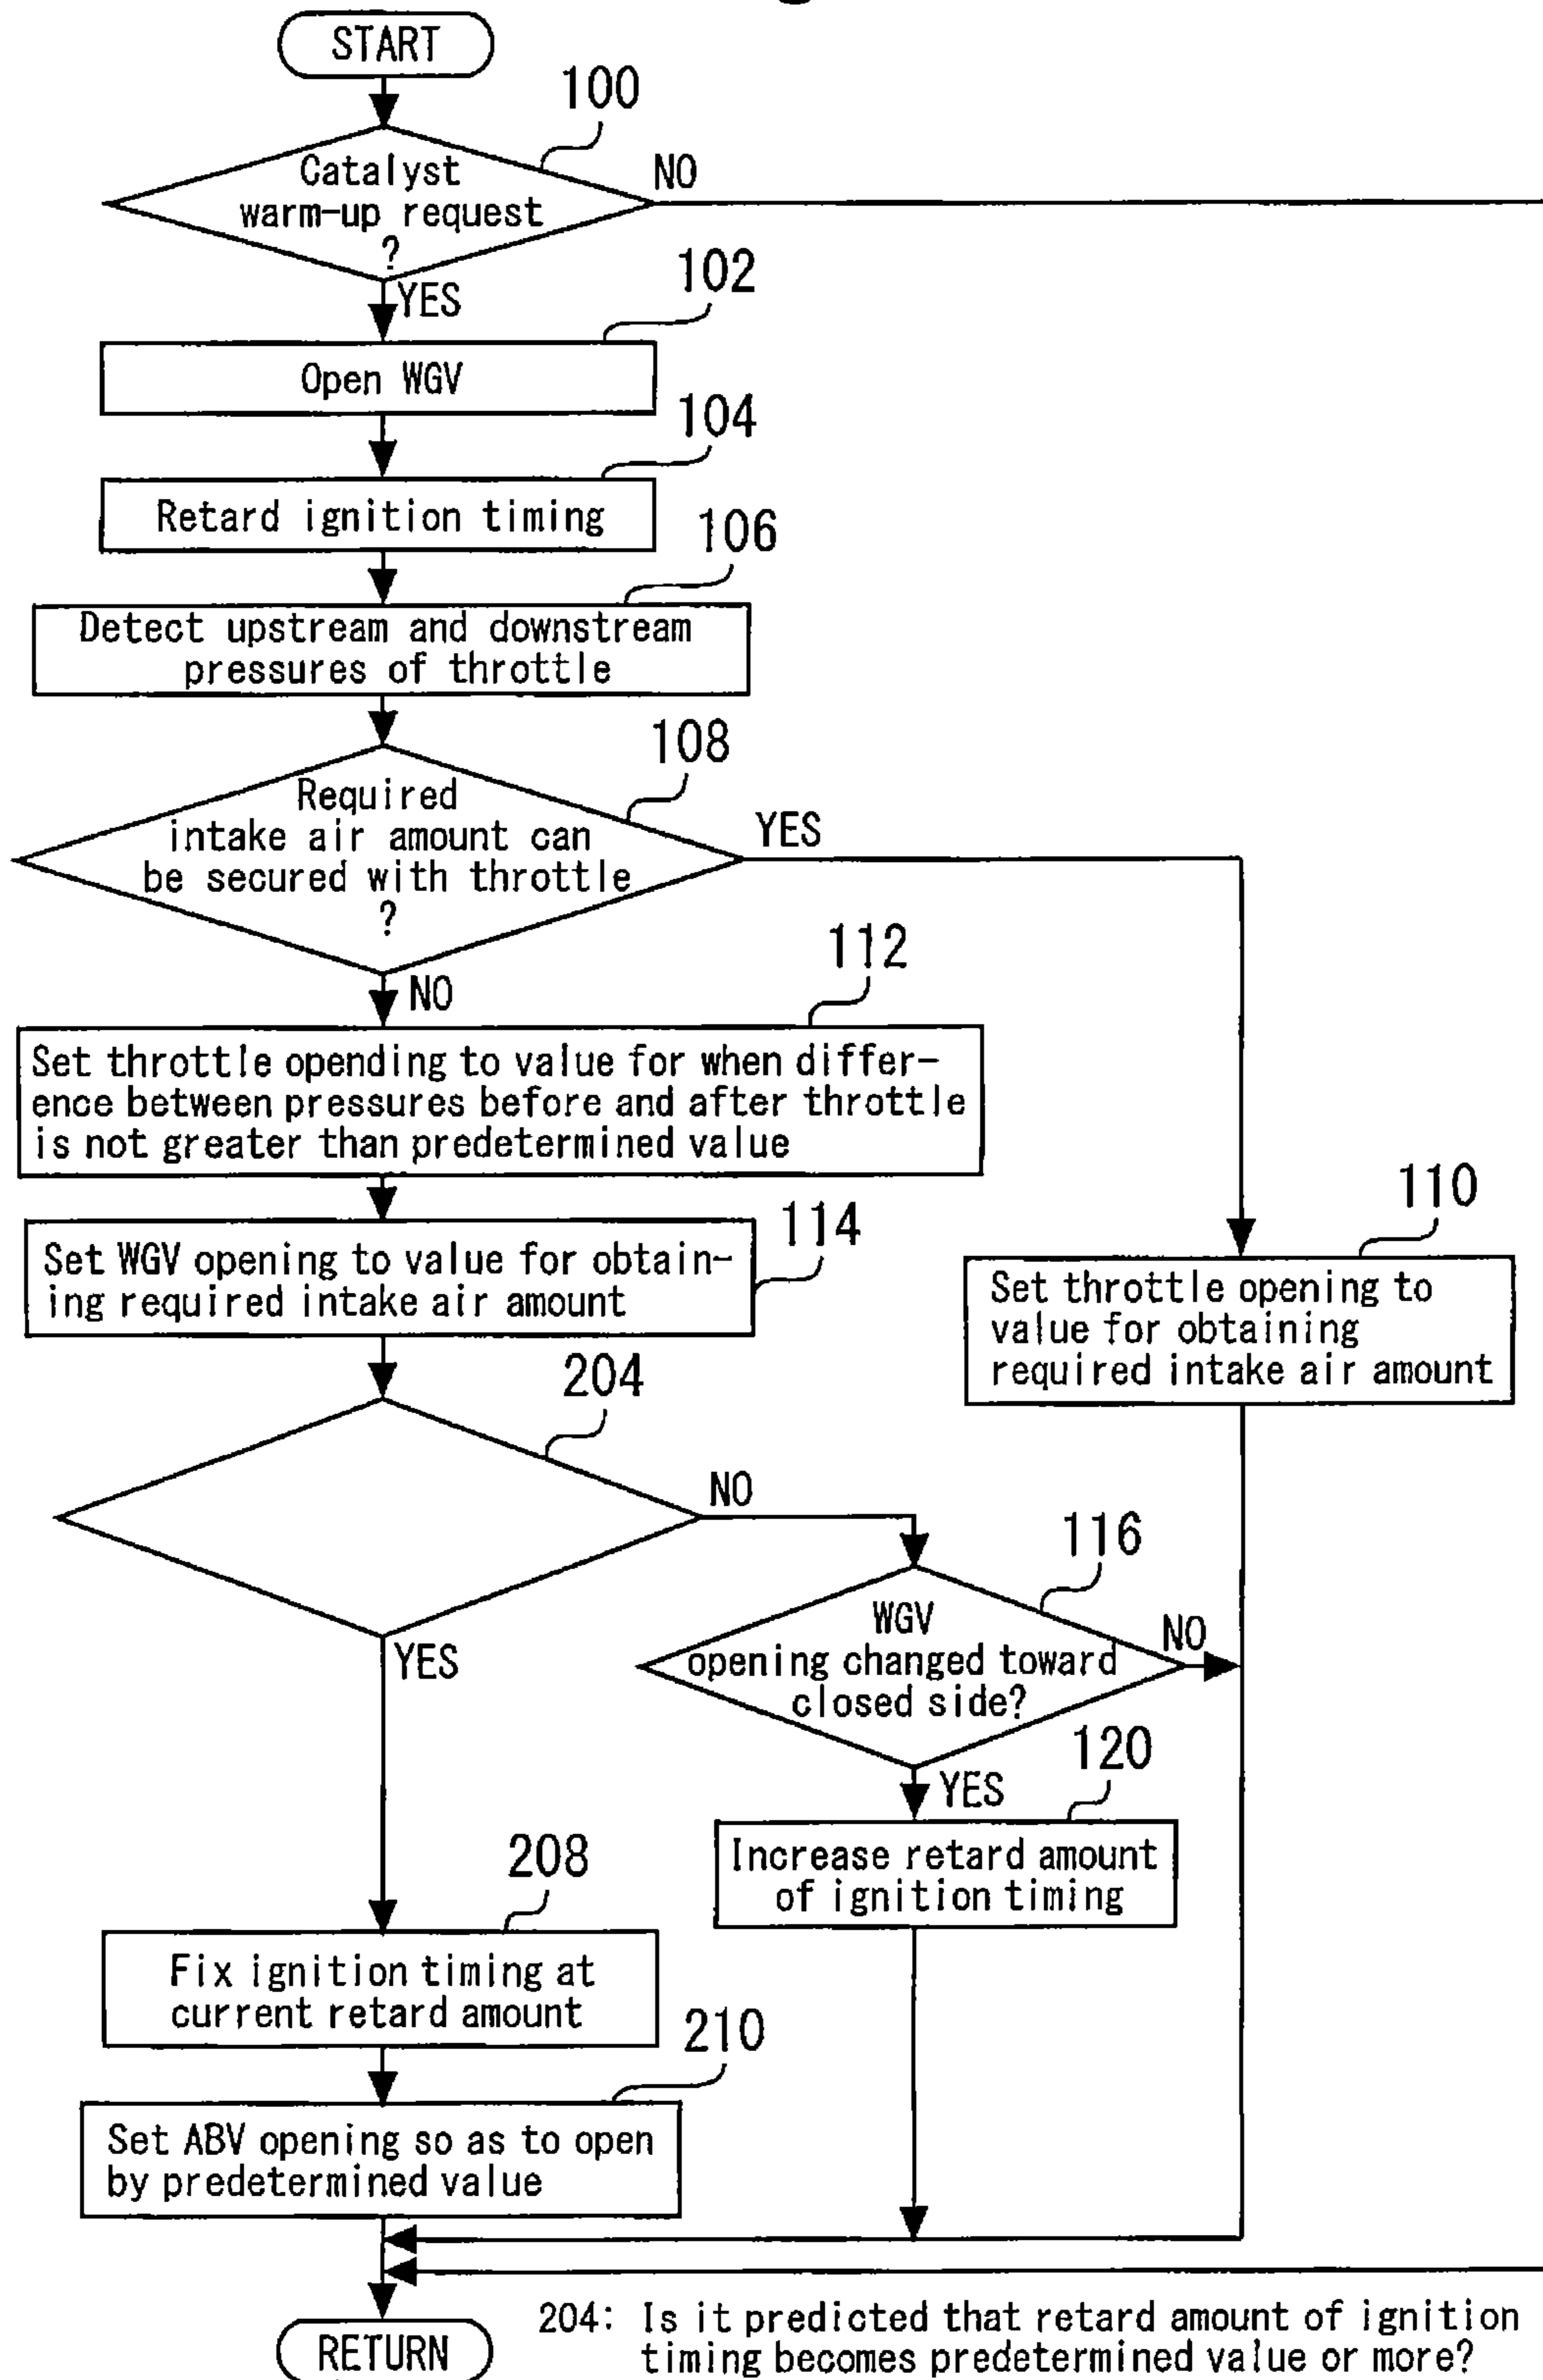 START
100
Catalyst
warm-up request
?
NO
YES
102
Open WGV
104
Retard ignition timing
106
Detect upstream and downstream
pressures of throttle
108
Required
intake air amount can
be secured with throttle
?
YES
NO
112
Set throttle opending to value for when differ-
ence between pressures before and after throttle
is not greater than predetermined value
114
Set WGV opening to value for obtain-
ing required intake air amount
110
Set throttle opening to
value for obtaining
required intake air amount
204
NO
YES
116
WGV
opening changed toward
closed side?
NO
YES
120
Increase retard amount
of ignition timing
208
Fix ignition timing at
current retard amount
210
Set ABV opening so as to open
by predetermined value
RETURN
204: Is it predicted that retard amount of ignition
timing becomes predetermined value or more?